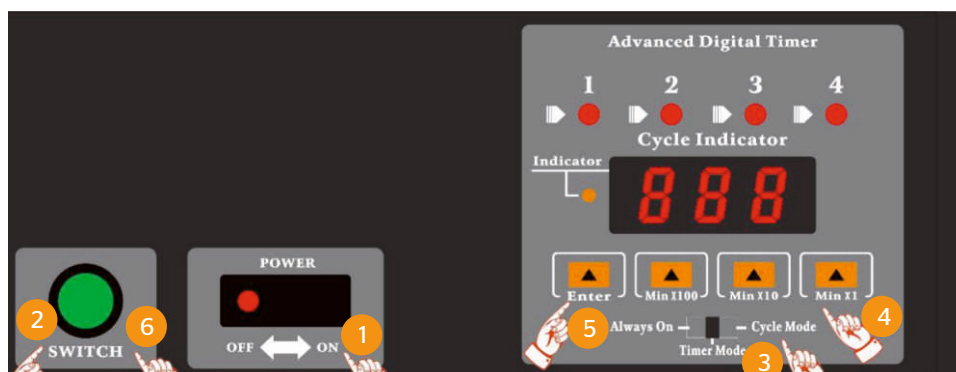 Advanced Digital Timer
1 2 3 4
Cycle Indicator
Indicator
888
Enter Min X100 Min X10 Min X1
5 4
Always On Cycle Mode
Timer Mode
3
POWER
OFF ON
1
2 6
SWITCH